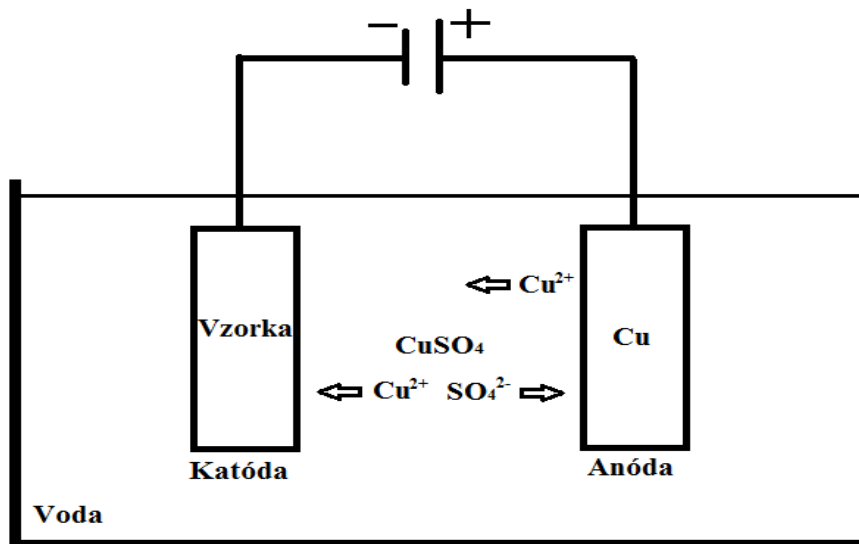 − +
Cu²⁺
Vzorka
Cu
CuSO₄
Cu²⁺ SO₄²⁻
Katóda
Anóda
Voda